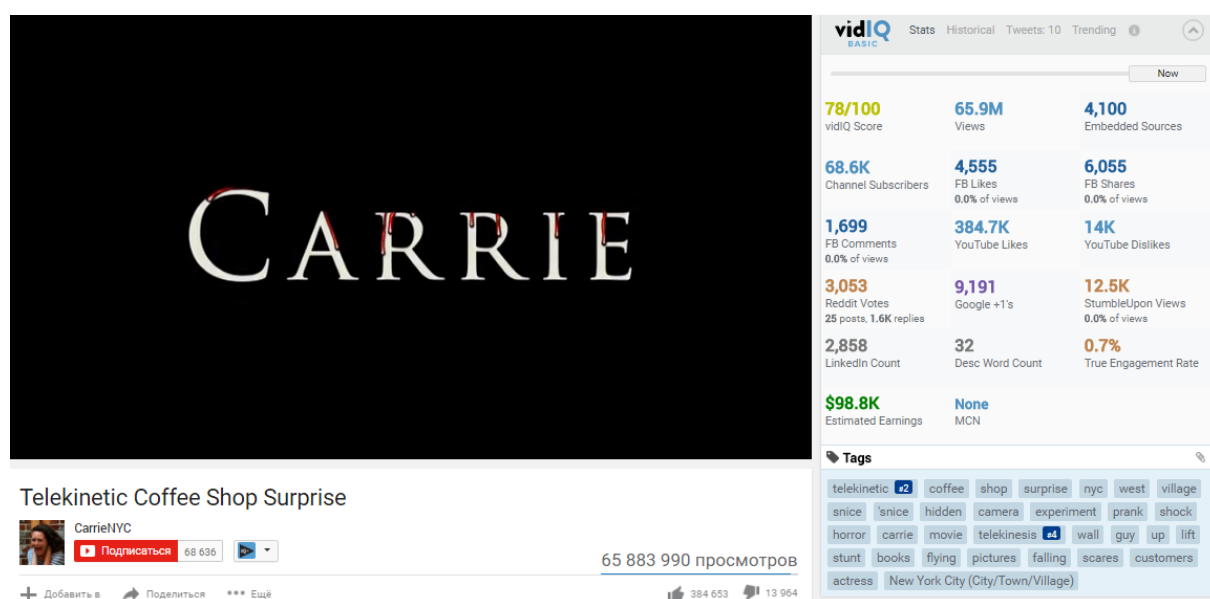 CARRIE
Telekinetic Coffee Shop Surprise
CarrieNYC
Подписаться 68 636
65 883 990 просмотров
Добавить в Поделиться ••• Ещё 384 653 13 964
vidIQ Stats Historical Tweets: 10 Trending
BASIC
Now
78/100 65.9M 4,100
vidIQ Score Views Embedded Sources
68.6K 4,555 6,055
Channel Subscribers FB Likes FB Shares
0.0% of views 0.0% of views
1,699 384.7K 14K
FB Comments YouTube Likes YouTube Dislikes
0.0% of views
3,053 9,191 12.5K
Reddit Votes Google +1's StumbleUpon Views
25 posts, 1.6K replies 0.0% of views
2,858 32 0.7%
LinkedIn Count Desc Word Count True Engagement Rate
$98.8K None
Estimated Earnings MCN
Tags
telekinetic #2 coffee shop surprise nyc west village
snice 'snice hidden camera experiment prank shock
horror carrie movie telekinesis #4 wall guy up lift
stunt books flying pictures falling scares customers
actress New York City (City/Town/Village)